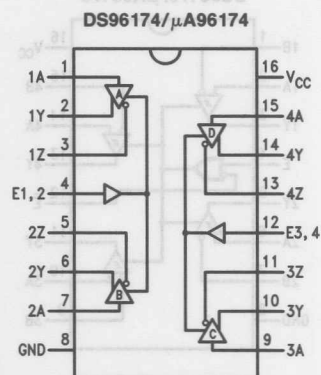 DS96174/μA96174
1A 1 16 VCC
1Y 2 15 4A
1Z 3 14 4Y
E1, 2 4 13 4Z
2Z 5 12 E3, 4
2Y 6 11 3Z
2A 7 10 3Y
GND 8 9 3A
A
D
B
C